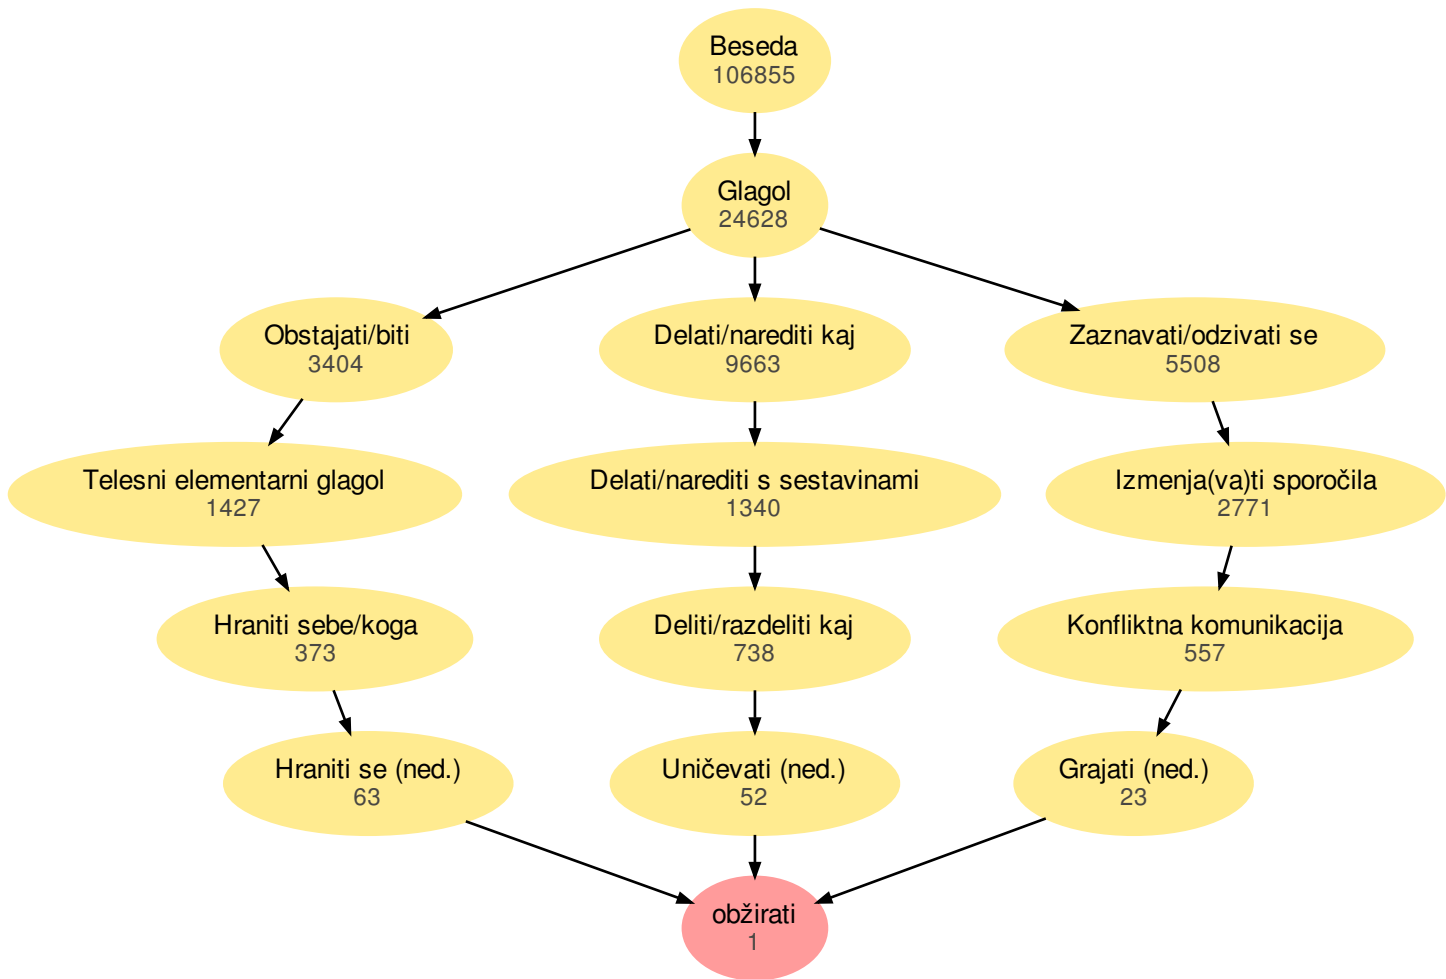 Beseda
106855
Glagol
24628
Obstajati/biti
3404
Delati/narediti kaj
9663
Zaznavati/odzivati se
5508
Telesni elementarni glagol
1427
Delati/narediti s sestavinami
1340
Izmenja(va)ti sporočila
2771
Hraniti sebe/koga
373
Deliti/razdeliti kaj
738
Konfliktna komunikacija
557
Hraniti se (ned.)
63
Uničevati (ned.)
52
Grajati (ned.)
23
obžirati
1